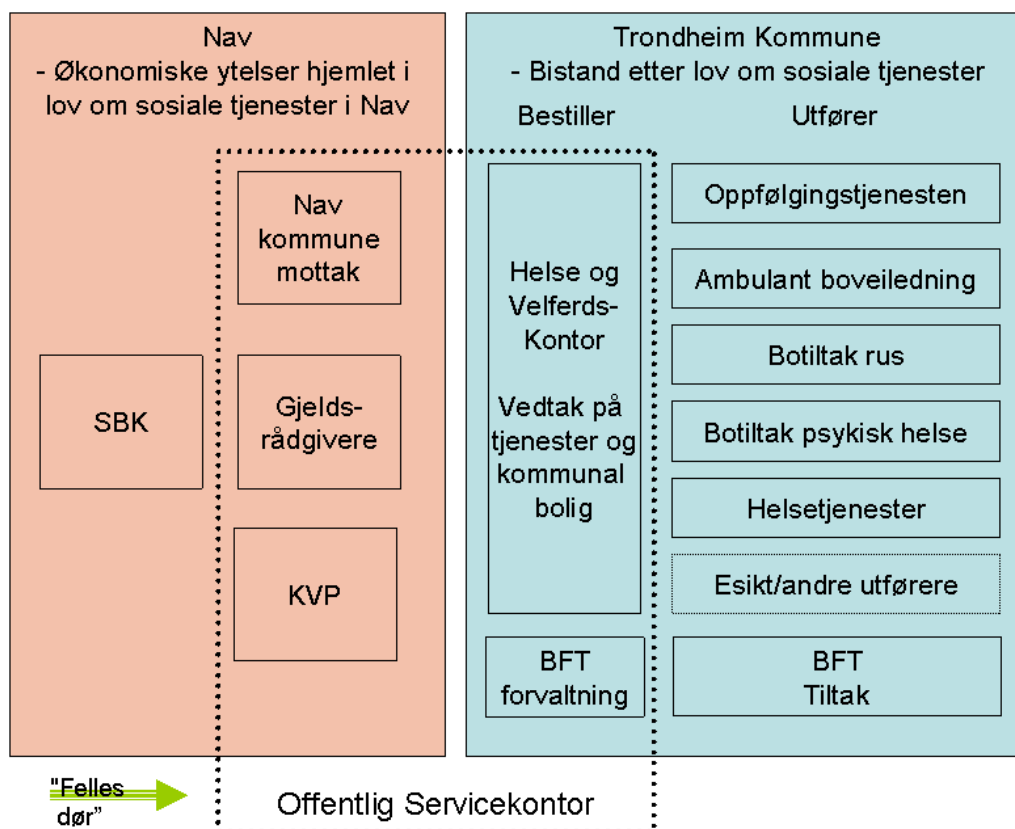 Nav
- Økonomiske ytelser hjemlet i
lov om sosiale tjenester i Nav
Nav
kommune
mottak
SBK
Gjelds-
rådgivere
KVP
Trondheim Kommune
- Bistand etter lov om sosiale tjenester
Bestiller
Utfører
Helse og
Velferds-
Kontor
Vedtak på
tjenester og
kommunal
bolig
BFT
forvaltning
Oppfølgingstjenesten
Ambulant boveiledning
Botiltak rus
Botiltak psykisk helse
Helsetjenester
Esikt/andre utførere
BFT
Tiltak
"Felles
dør”
Offentlig Servicekontor